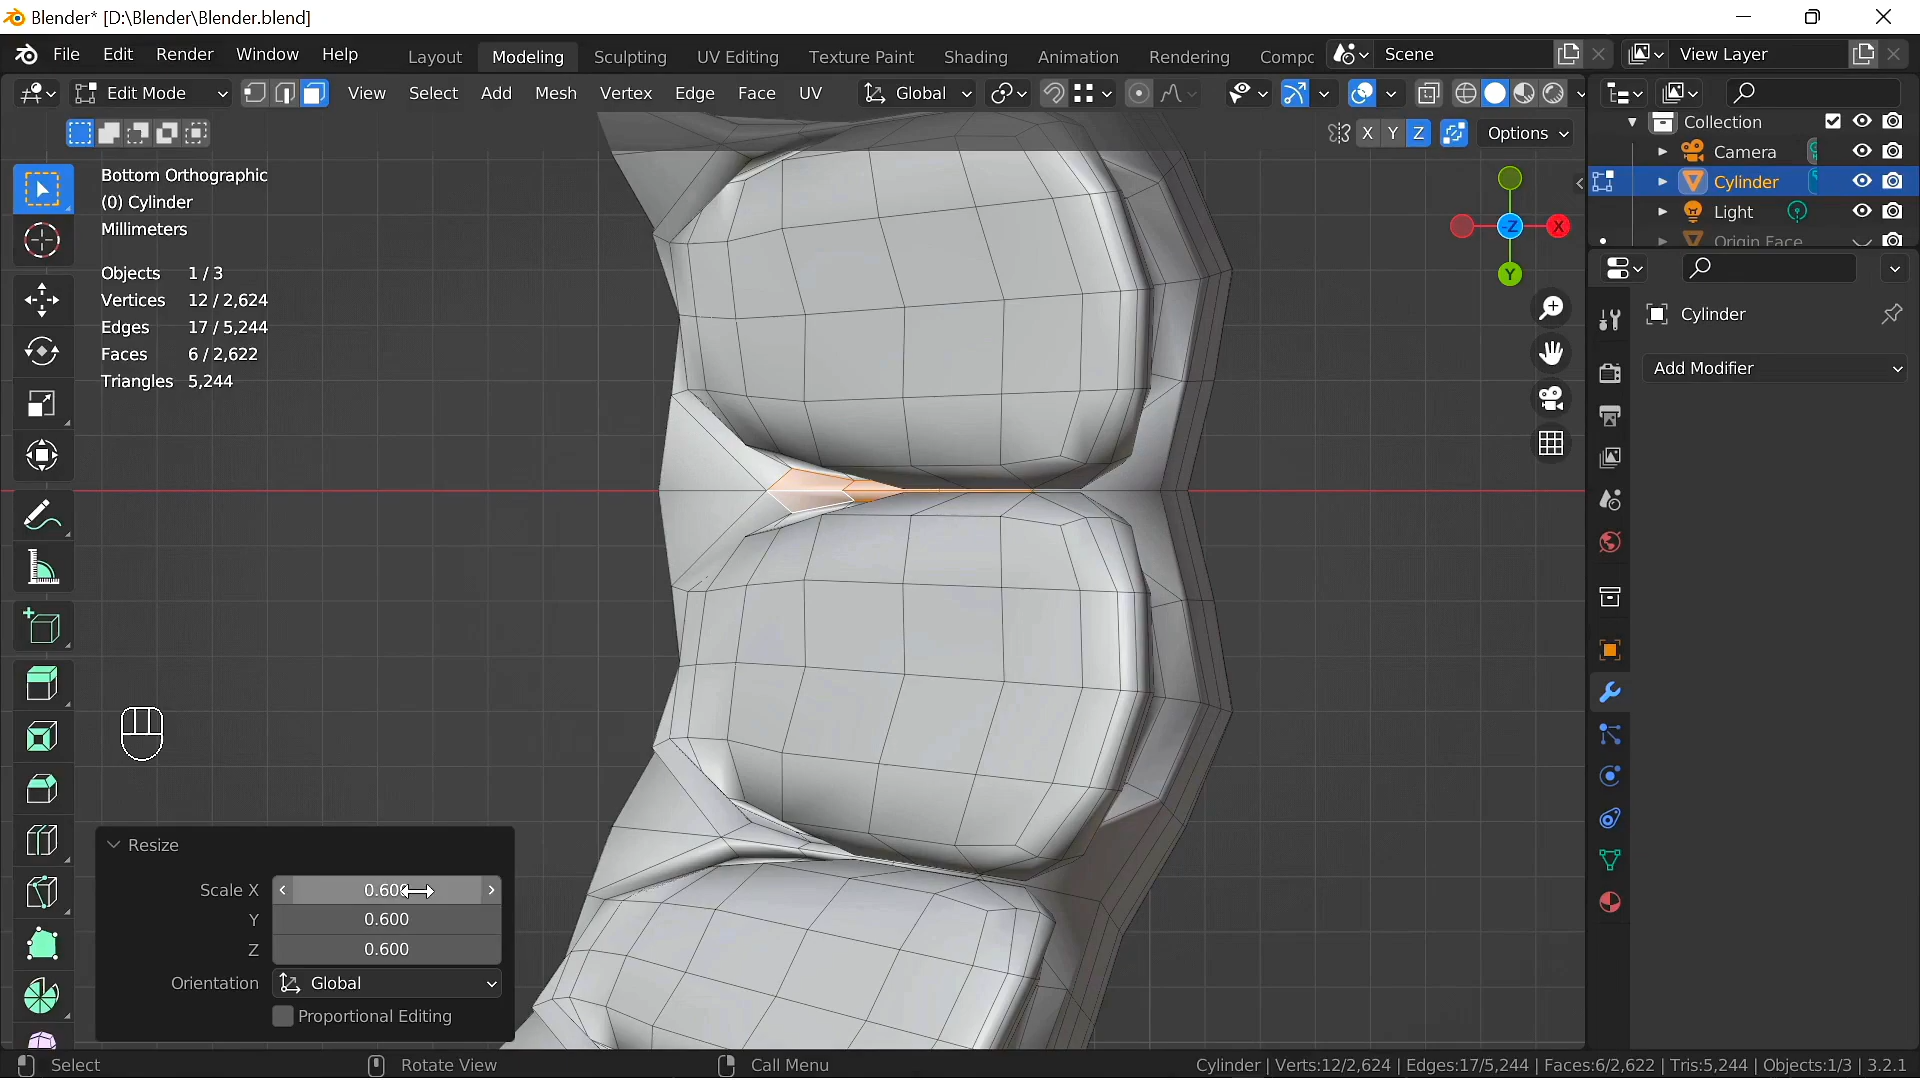 Blender* [D:\Blender\Blender.blend]
File Edit Render Window Help Layout Modeling Sculpting UV Editing Texture Paint Shading Animation Rendering Compc Scene View Layer
Edit Mode View Select Add Mesh Vertex Edge Face UV Global
X Y Z Options
Bottom Orthographic
(0) Cylinder
Millimeters
Objects 1 / 3
Vertices 12 / 2,624
Edges 17 / 5,244
Faces 6 / 2,622
Triangles 5,244
-Z X
Y
Collection
Camera
Cylinder
Light
Origin Face
Cylinder
Add Modifier
Resize
Scale X 0.600
Y 0.600
Z 0.600
Orientation Global
Proportional Editing
Select Rotate View Call Menu Cylinder | Verts:12/2,624 | Edges:17/5,244 | Faces:6/2,622 | Tris:5,244 | Objects:1/3 | 3.2.1